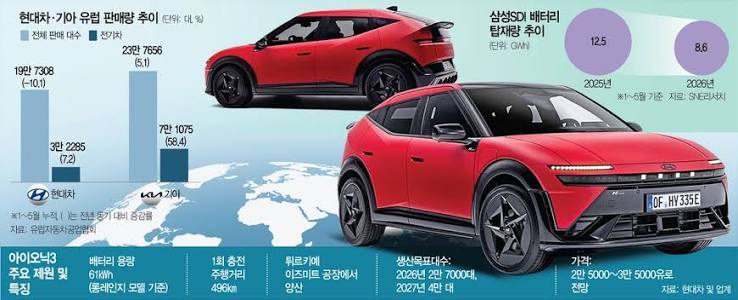 현대차·기아 유럽 판매량 추이 (단위: 대, %)
전체 판매 대수 전기차
19만 7308
(-10,1)
3만 2285
(7,2)
현대차
23만 7656
(5,1)
7만 1075
(58,4)
KIA 기아
※1~5월 누적, ( )는 전년 동기 대비 증감률
자료: 유럽자동차공업협회
삼성SDI 배터리
탑재량 추이
(단위: GWh)
12,5
2025년
8,6
2026년
※1~5월 기준 자료: SNE리서치
OF HY335E
아이오닉3
주요 제원 및
특징
배터리 용량
61kWh
(롱레인지 모델 기준)
1회 충전
주행거리
496km
튀르키예
이즈미트 공장에서
양산
생산목표대수:
2026년 2만 7000대,
2027년 4만 대
가격:
2만 5000~3만 5000유로
전망
자료: 현대차 및 업계